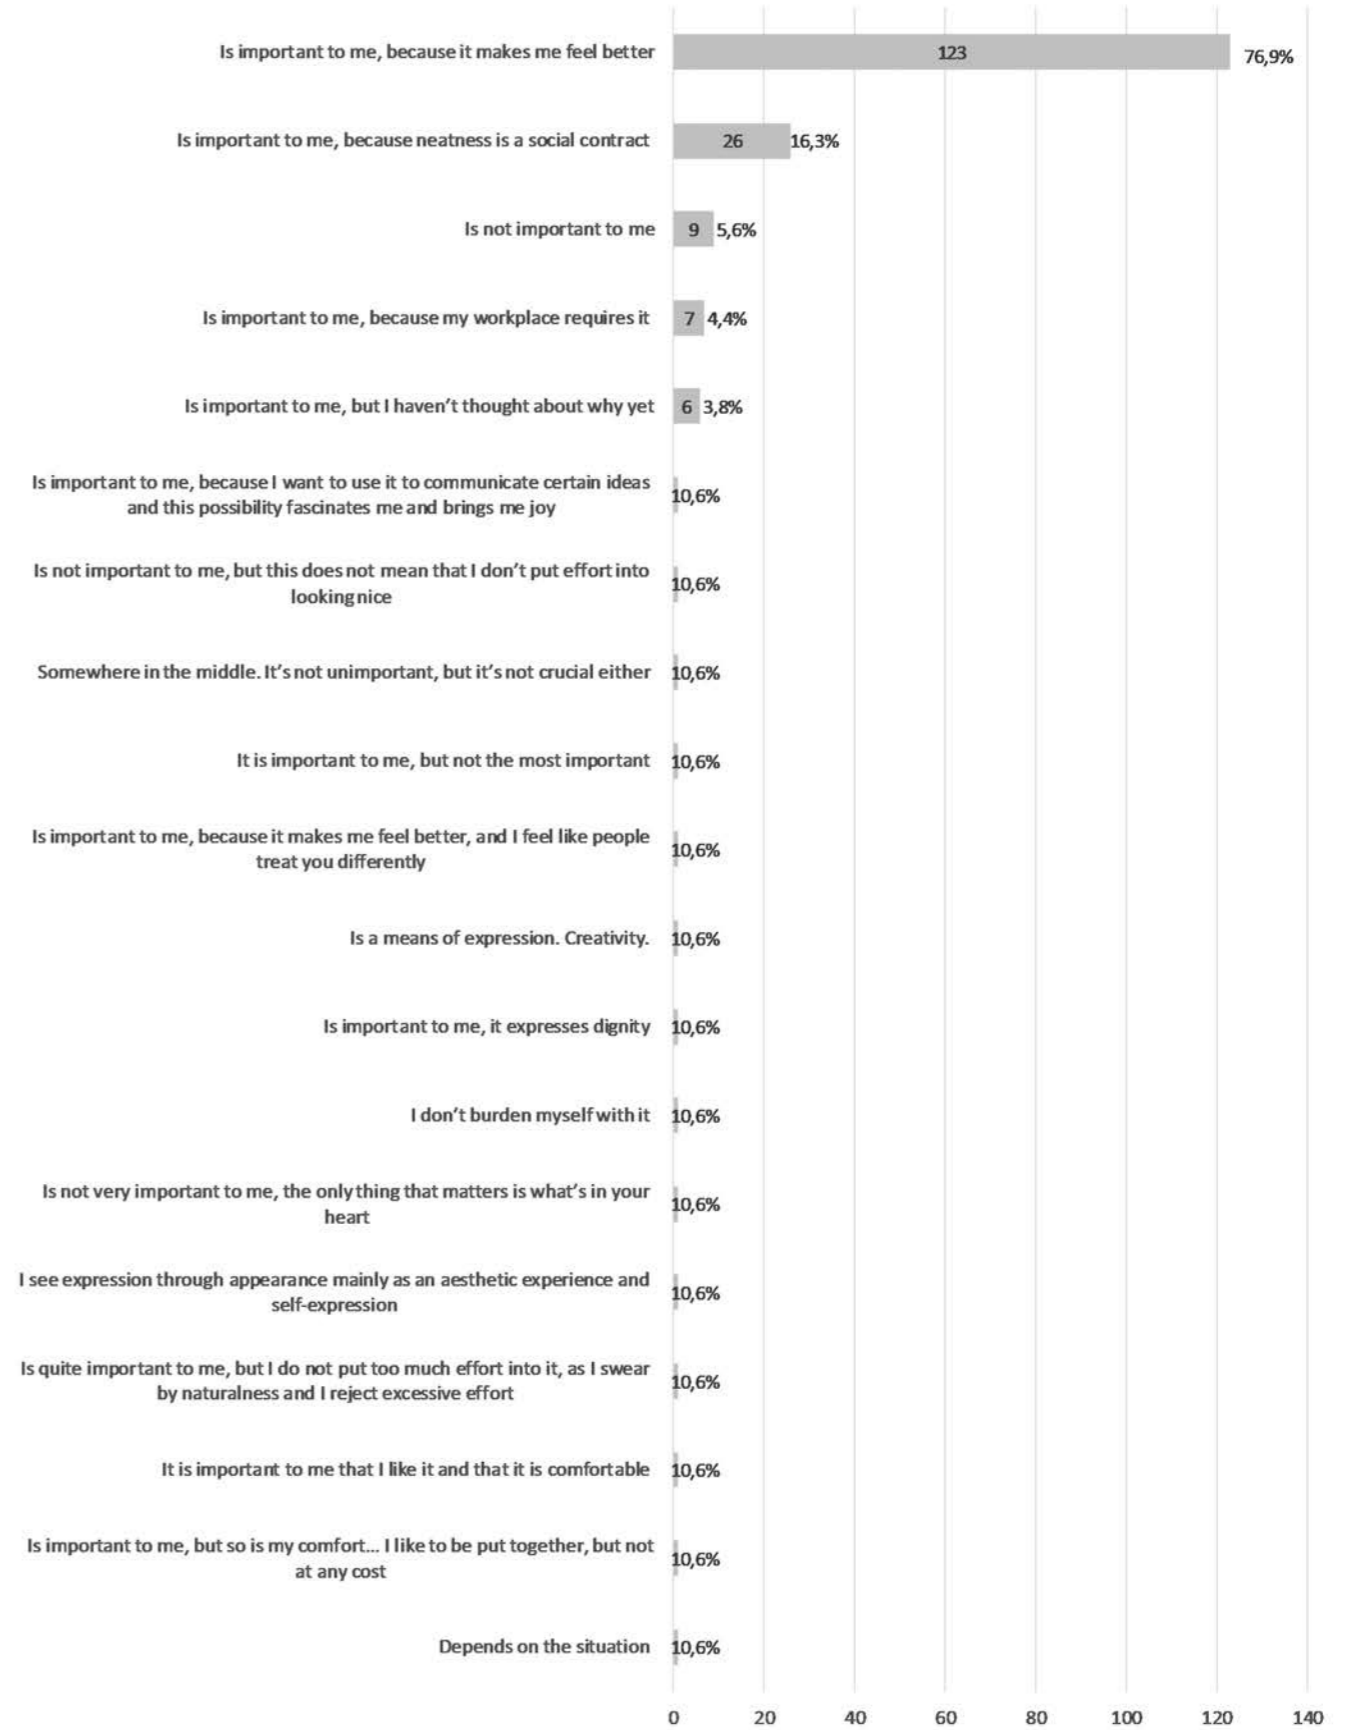 Is important to me, because it makes me feel better
123
76,9%
Is important to me, because neatness is a social contract
26
16,3%
Is not important to me
9
5,6%
Is important to me, because my workplace requires it
7
4,4%
Is important to me, but I haven't thought about why yet
6
3,8%
Is important to me, because I want to use it to communicate certain ideas
and this possibility fascinates me and brings me joy
10,6%
Is not important to me, but this does not mean that I don't put effort into
looking nice
10,6%
Somewhere in the middle. It's not unimportant, but it's not crucial either
10,6%
It is important to me, but not the most important
10,6%
Is important to me, because it makes me feel better, and I feel like people
treat you differently
10,6%
Is a means of expression. Creativity.
10,6%
Is important to me, it expresses dignity
10,6%
I don't burden myself with it
10,6%
Is not very important to me, the only thing that matters is what's in your
heart
10,6%
I see expression through appearance mainly as an aesthetic experience and
self-expression
10,6%
Is quite important to me, but I do not put too much effort into it, as I swear
by naturalness and I reject excessive effort
10,6%
It is important to me that I like it and that it is comfortable
10,6%
Is important to me, but so is my comfort... I like to be put together, but not
at any cost
10,6%
Depends on the situation
10,6%
0 20 40 60 80 100 120 140